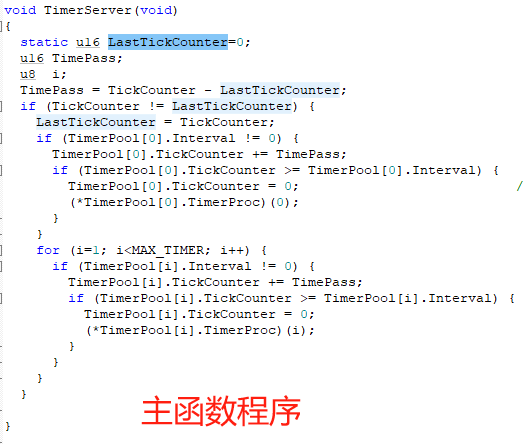 void TimerServer(void)
{
static u16 LastTickCounter=0;
u16 TimePass;
u8 i;
TimePass = TickCounter - LastTickCounter;
if (TickCounter != LastTickCounter) {
LastTickCounter = TickCounter;
if (TimerPool[0].Interval != 0) {
TimerPool[0].TickCounter += TimePass;
if (TimerPool[0].TickCounter >= TimerPool[0].Interval) {
TimerPool[0].TickCounter = 0; /
(*TimerPool[0].TimerProc)(0);
}
}
for (i=1; i<MAX_TIMER; i++) {
if (TimerPool[i].Interval != 0) {
TimerPool[i].TickCounter += TimePass;
if (TimerPool[i].TickCounter >= TimerPool[i].Interval) {
TimerPool[i].TickCounter = 0;
(*TimerPool[i].TimerProc)(i);
}
}
}
}
主函数程序
}